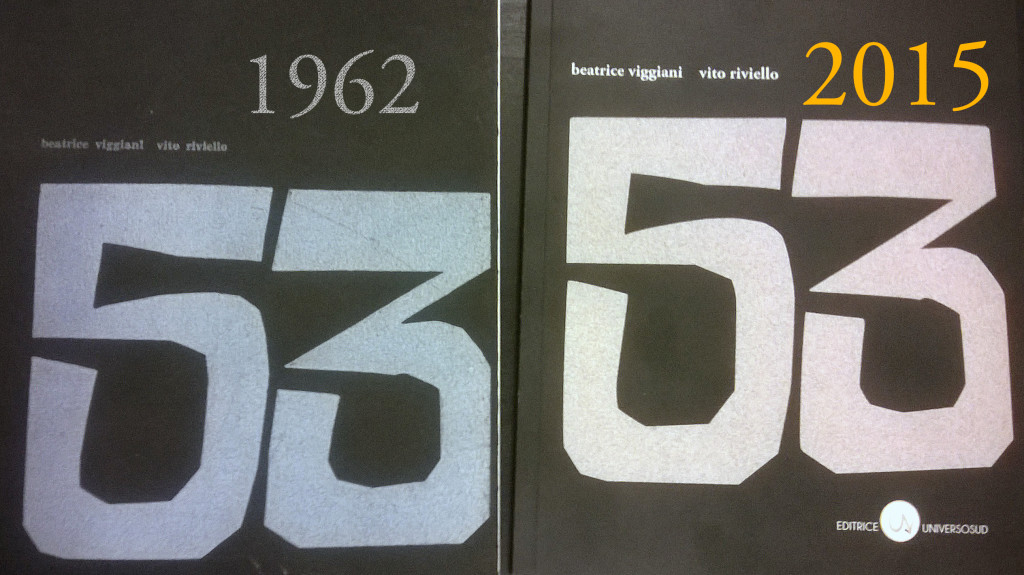 1962
beatrice viggiani vito riviello
53
2015
beatrice viggiani vito riviello
53
EDITRICE UNIVERSOSUD